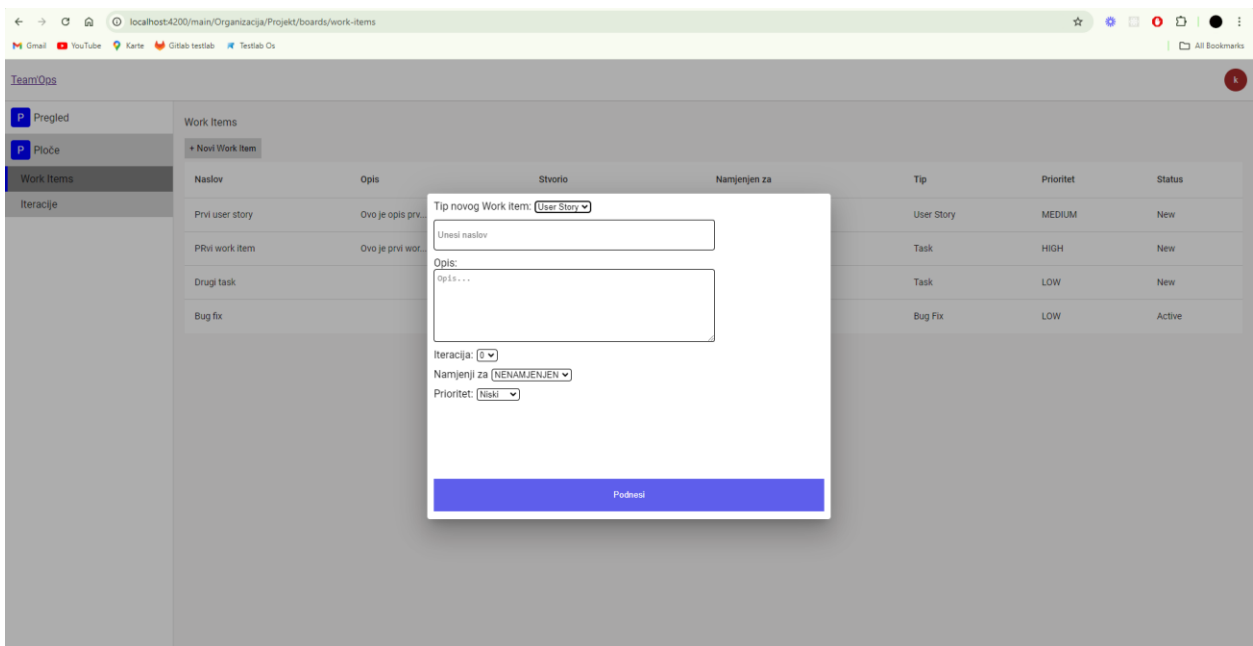 localhost:4200/main/Organizacija/Projekt/boards/work-items
Gmail YouTube Karte Gitlab testlab Testlab Os All Bookmarks
Team'Ops k
P Pregled
P Ploče
Work Items
Iteracije
Work Items
+ Novi Work Item
Naslov Opis Stvorio Namjenjen za Tip Prioritet Status
Prvi user story Ovo je opis prv... User Story MEDIUM New
PRvi work item Ovo je prvi wor... Task HIGH New
Drugi task Task LOW New
Bug fix Bug Fix LOW Active
Tip novog Work item: User Story
Unesi naslov
Opis:
Opis...
Iteracija: 0
Namjenji za NENAMJENJEN
Prioritet: Niski
Podnesi